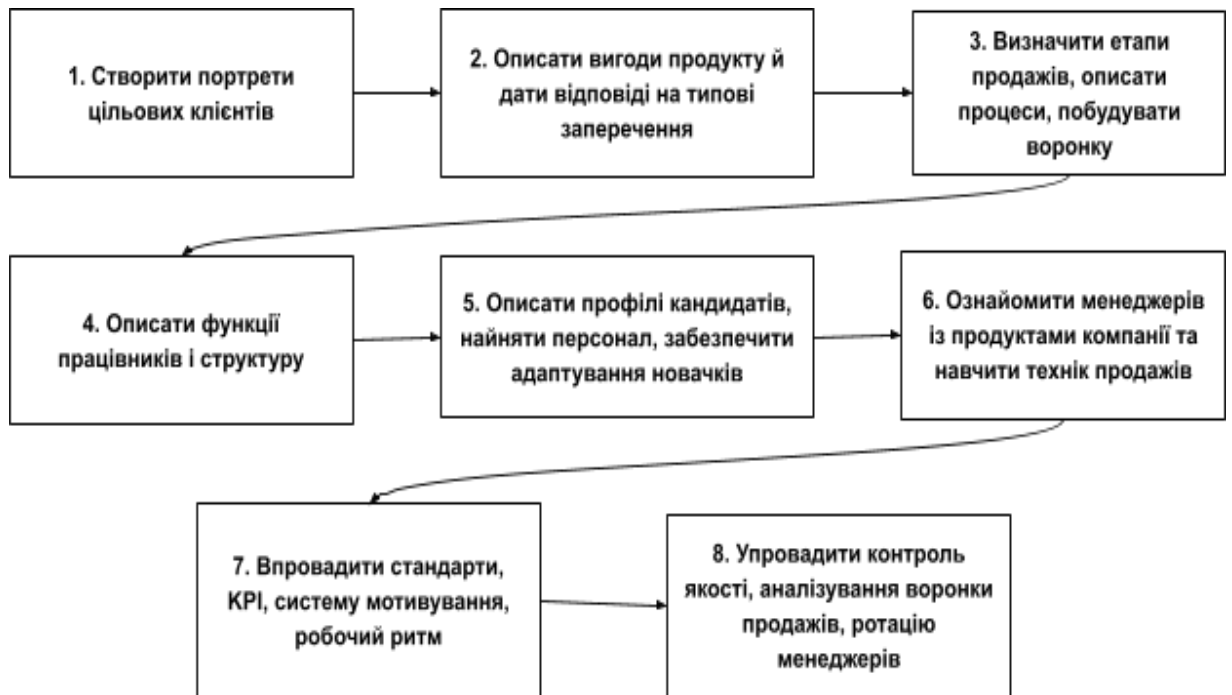 1. Створити портрети
цільових клієнтів
2. Описати вигоди продукту й
дати відповіді на типові
заперечення
3. Визначити етапи
продажів, описати
процеси, побудувати
воронку
4. Описати функції
працівників і структуру
5. Описати профілі кандидатів,
найняти персонал, забезпечити
адаптування новачків
6. Ознайомити менеджерів
із продуктами компанії та
навчити технік продажів
7. Впровадити стандарти,
KPI, систему мотивування,
робочий ритм
8. Упровадити контроль
якості, аналізування воронки
продажів, ротацію
менеджерів